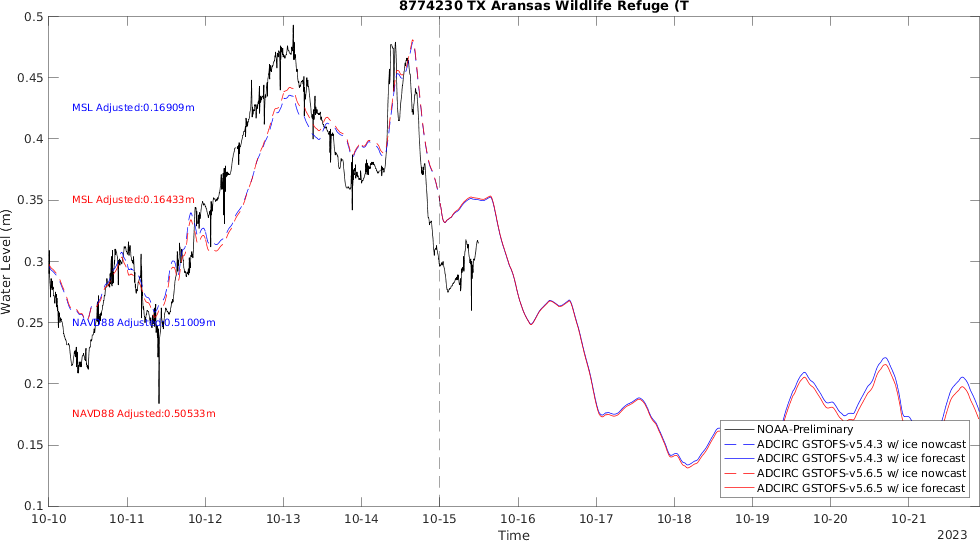 8774230 TX Aransas Wildlife Refuge (T
0.5
0.45
0.4
0.35
0.3
0.25
0.2
0.15
0.1
Water Level (m)
MSL Adjusted:0.16909m
MSL Adjusted:0.16433m
NAVD88 Adjusted:0.51009m
NAVD88 Adjusted:0.50533m
NOAA-Preliminary
ADCIRC GSTOFS-v5.4.3 w/ ice nowcast
ADCIRC GSTOFS-v5.4.3 w/ ice forecast
ADCIRC GSTOFS-v5.6.5 w/ ice nowcast
ADCIRC GSTOFS-v5.6.5 w/ ice forecast
10-10 10-11 10-12 10-13 10-14 10-15 10-16 10-17 10-18 10-19 10-20 10-21
Time
2023